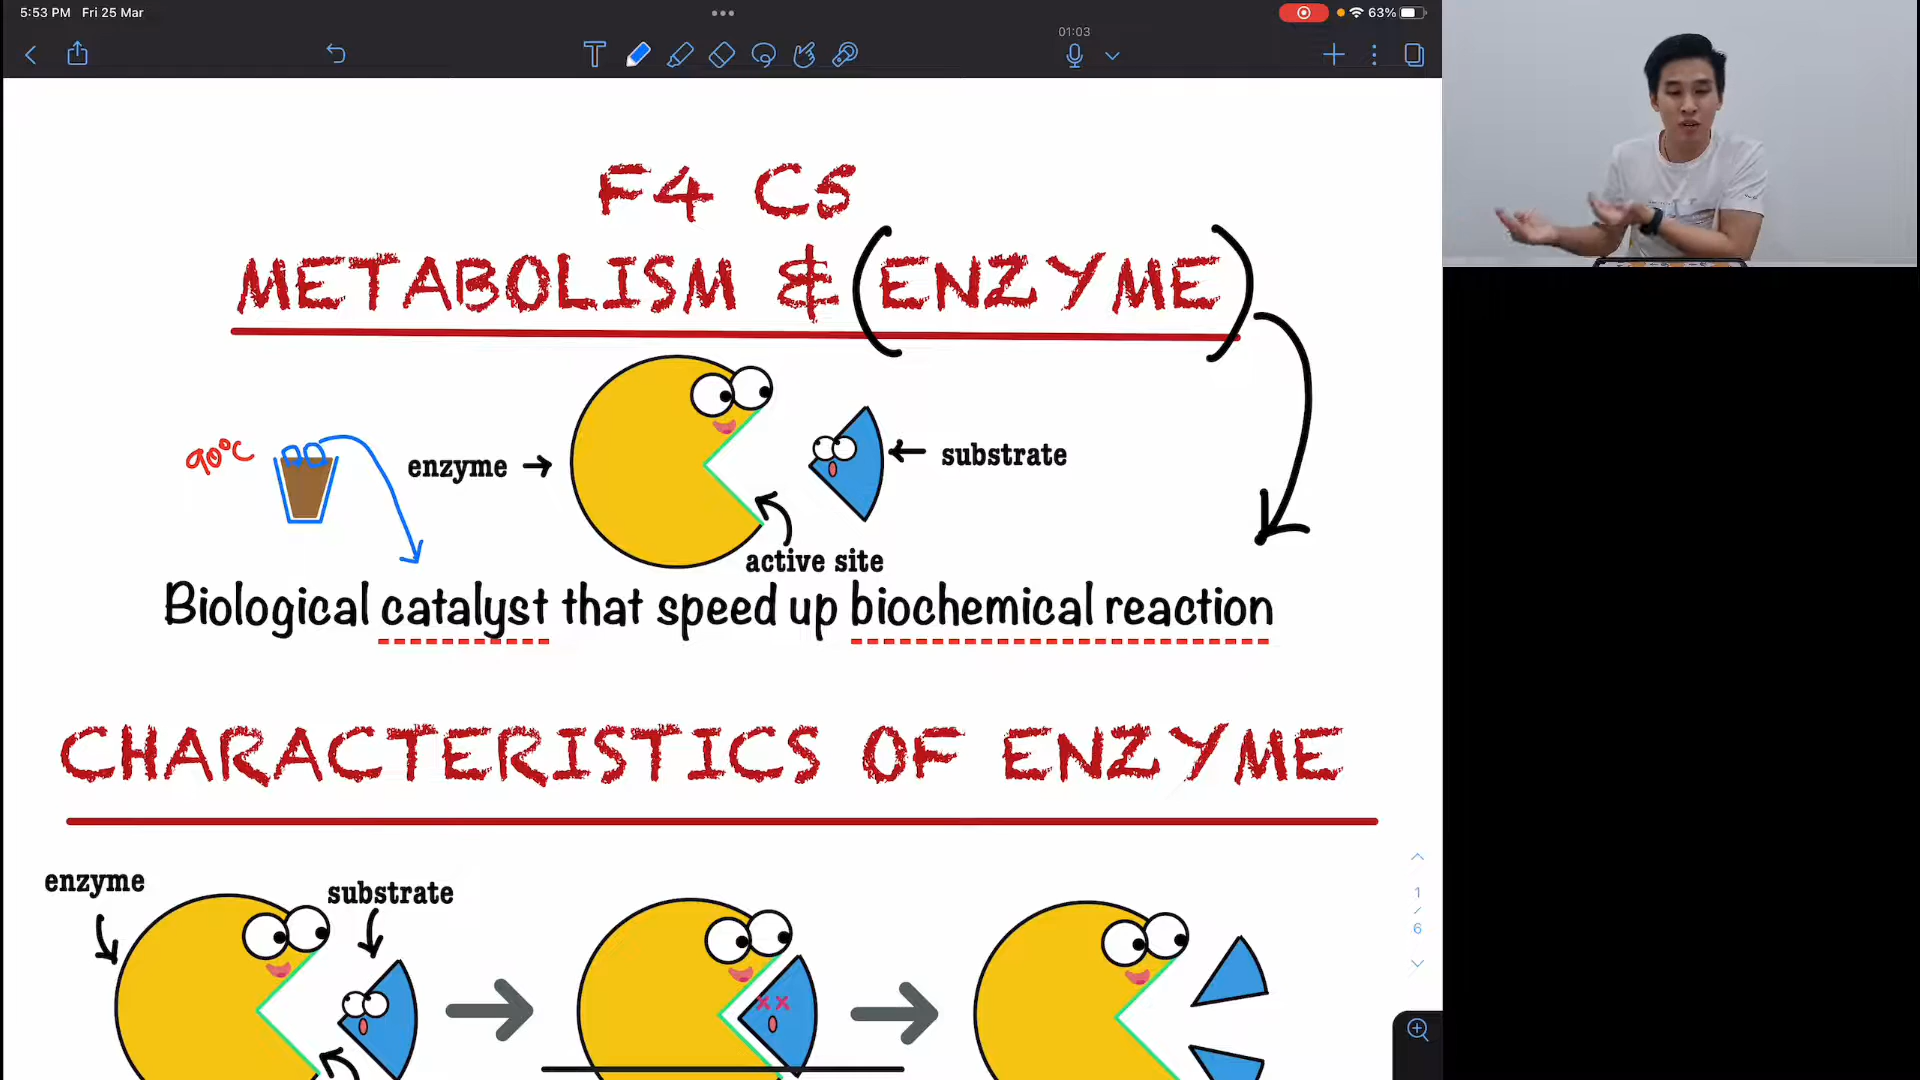 5:53 PM Fri 25 Mar
63%
01:03
F4 C5
METABOLISM & (ENZYME)
90°C
enzyme →
← substrate
active site
Biological catalyst that speed up biochemical reaction
CHARACTERISTICS OF ENZYME
enzyme
substrate
1
/
6